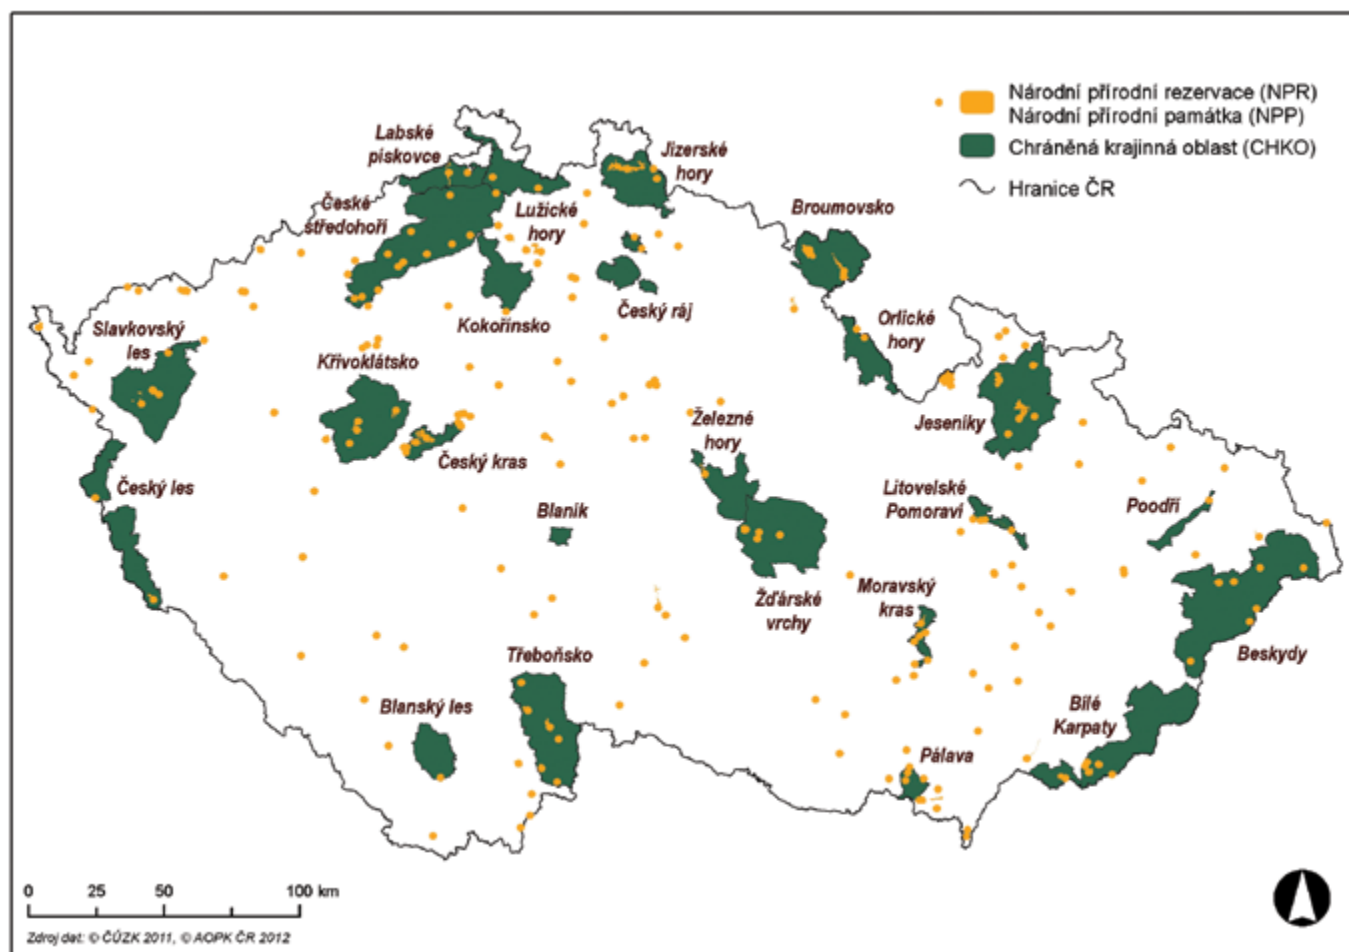 Národní přírodní rezervace (NPR)
Národní přírodní památka (NPP)
Chráněná krajinná oblast (CHKO)
Hranice ČR
Labské
pískovce
Jizerské
hory
České
středohoří
Lužické
hory
Broumovsko
Slavkovský
les
Kokořínsko
Český ráj
Orlické
hory
Křivoklátsko
Železné
hory
Jeseníky
Český kras
Český les
Blaník
Litovelské
Pomoraví
Poodří
Moravský
kras
Žďárské
vrchy
Třeboňsko
Beskydy
Blanský les
Bílé
Karpaty
Pálava
0 25 50 100 km
Zdroj dat: © ČÚZK 2011, © AOPK ČR 2012